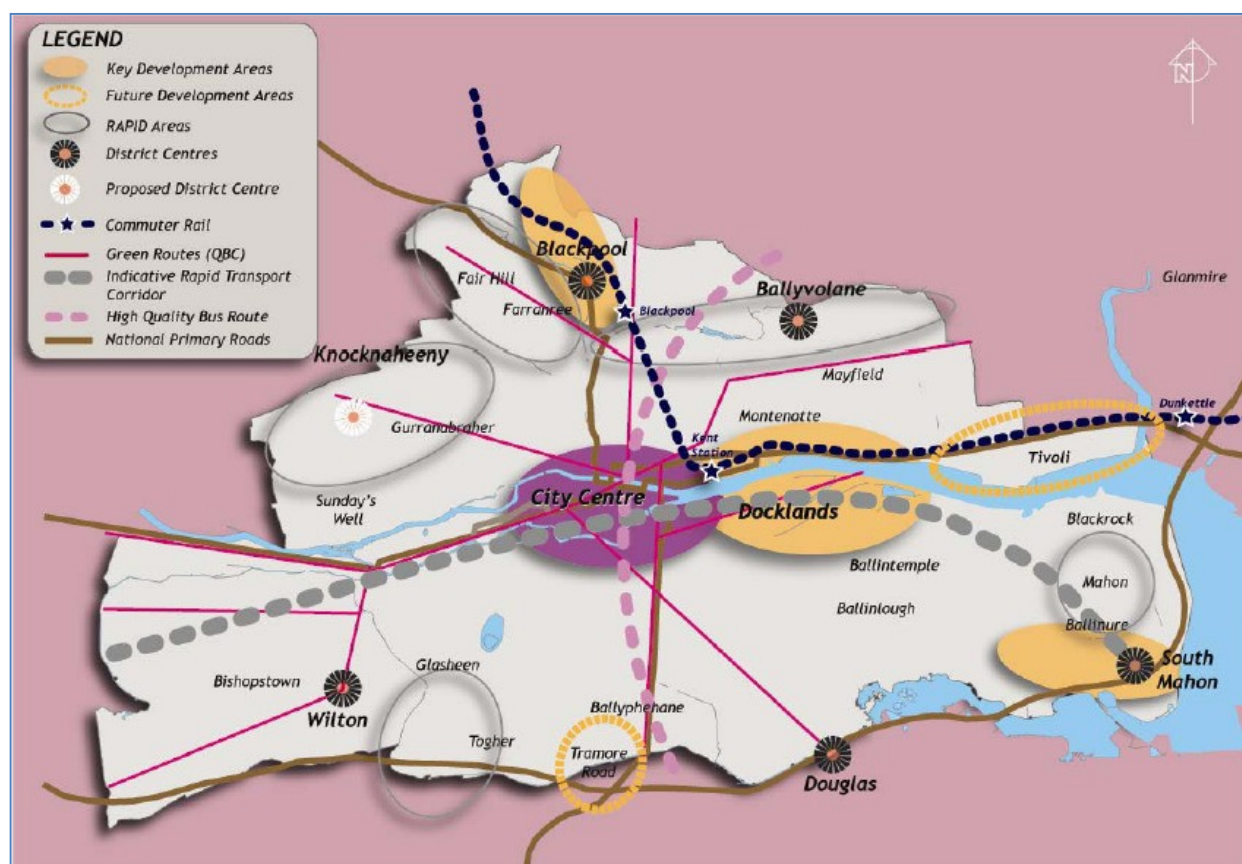 LEGEND
Key Development Areas
Future Development Areas
RAPID Areas
District Centres
Proposed District Centre
Commuter Rail
Green Routes (QBC)
Indicative Rapid Transport
Corridor
High Quality Bus Route
National Primary Roads
N
Blackpool
Fair Hill
Farranree
Blackpool
Ballyvolane
Glanmire
Knocknaheeny
Mayfield
Gurranabraher
Montenotte
Dunkettle
Kent
Station
Tivoli
Sunday's
Well
City Centre
Docklands
Blackrock
Ballintemple
Mahon
Ballinlough
Ballinure
Glasheen
South
Mahon
Bishopstown
Wilton
Ballyphehane
Togher
Tramore
Road
Douglas